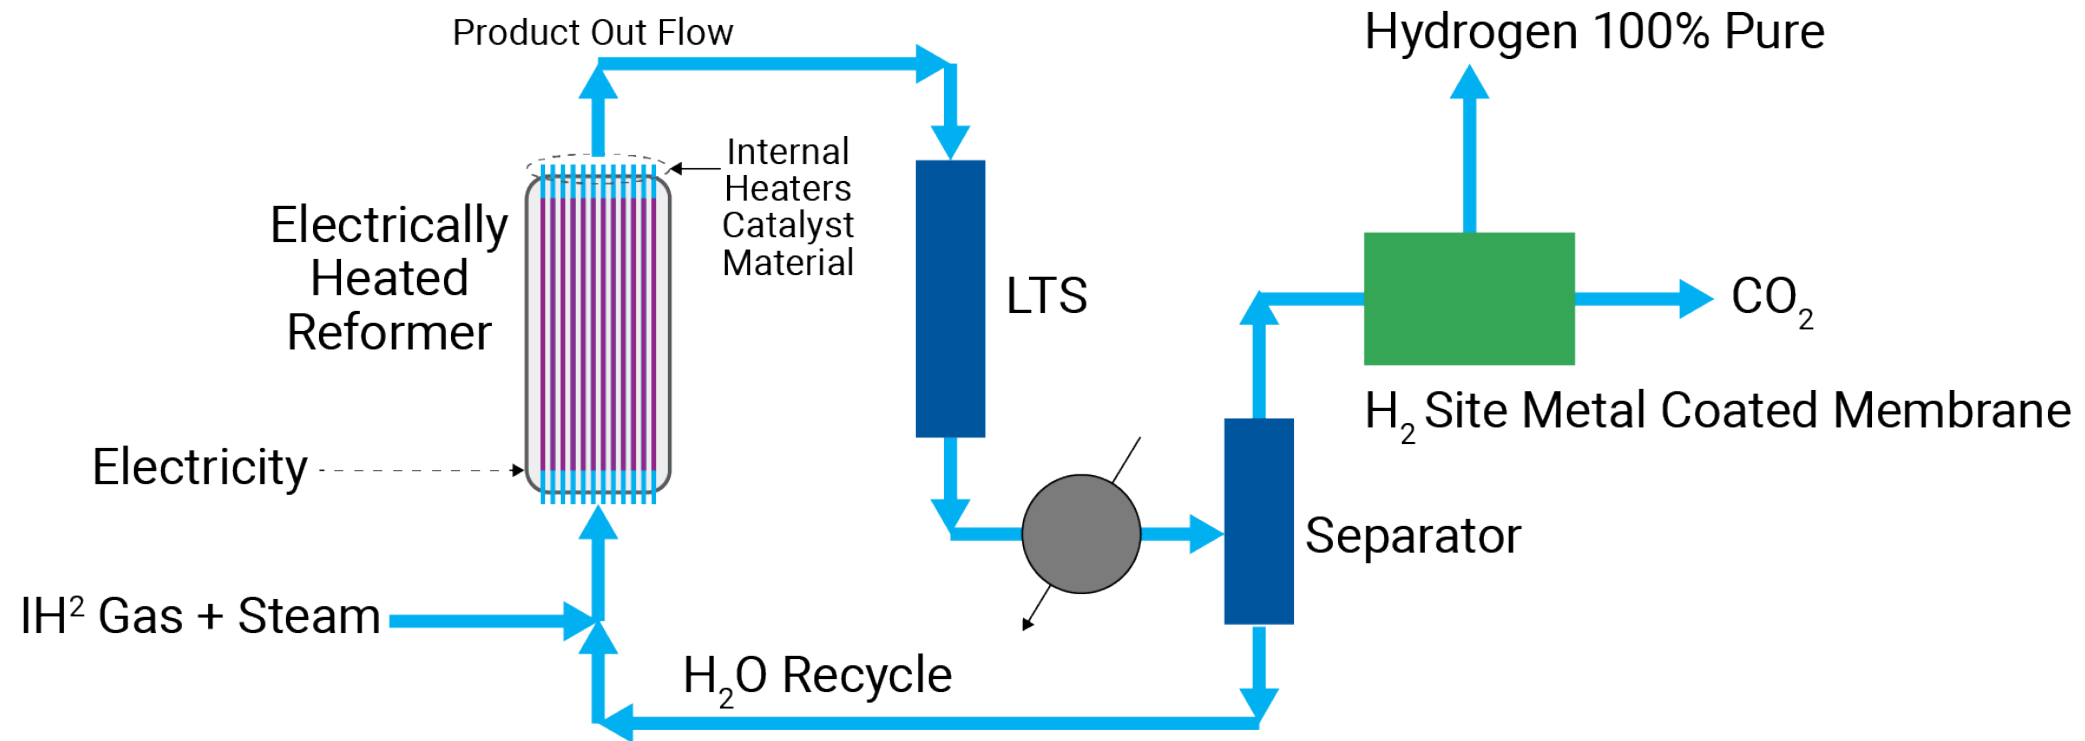 Product Out Flow
Hydrogen 100% Pure
Internal
Heaters
Catalyst
Material
Electrically
Heated
Reformer
LTS
CO₂
H₂ Site Metal Coated Membrane
Electricity
Separator
IH² Gas + Steam
H₂O Recycle